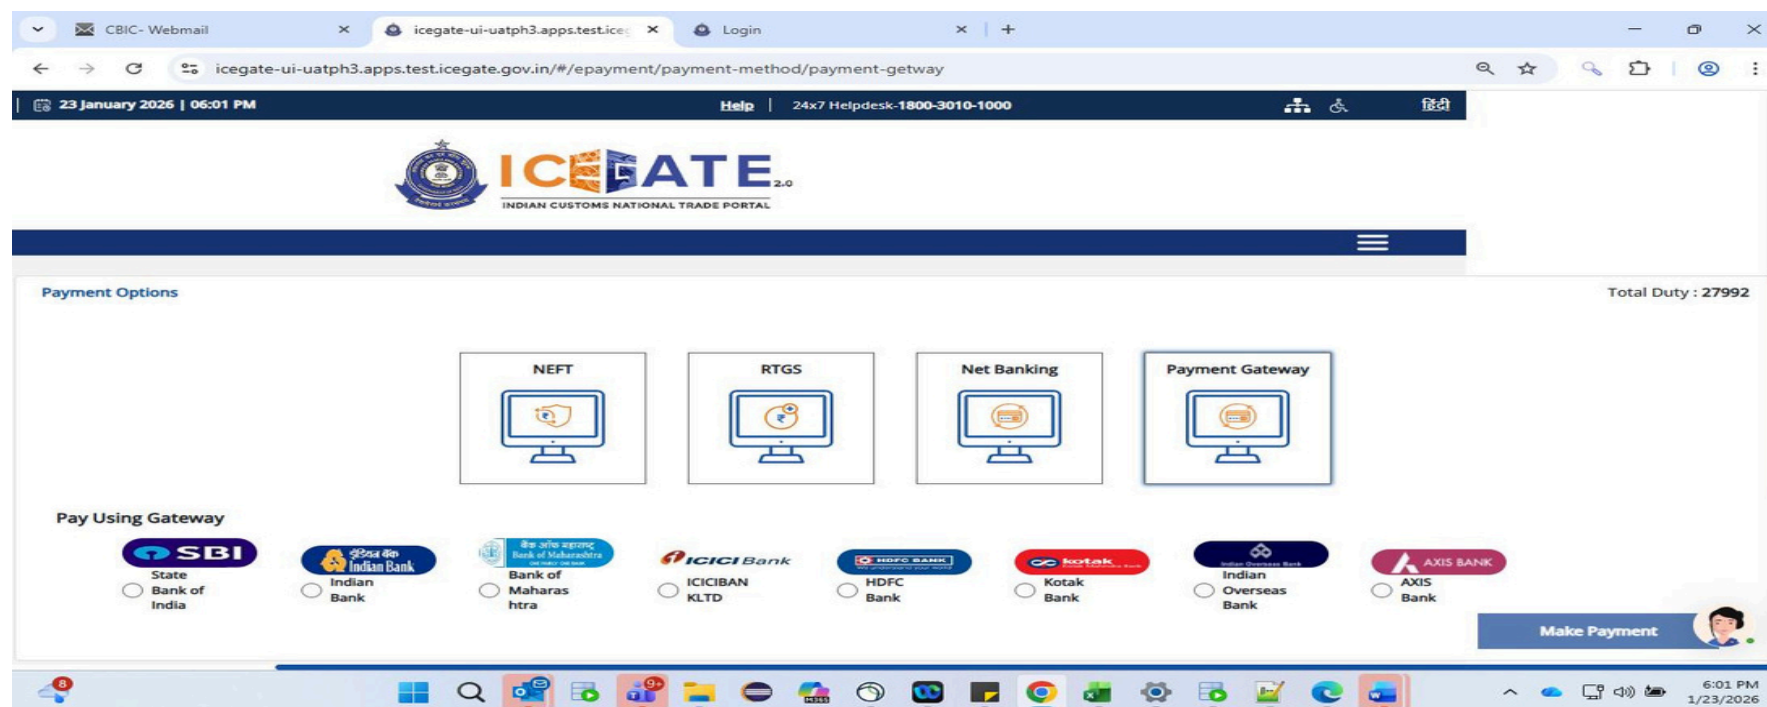 CBIC- Webmail
icegate-ui-uatph3.apps.test.ice
Login
icegate-ui-uatph3.apps.test.icegate.gov.in/#/epayment/payment-method/payment-getway
23 January 2026 | 06:01 PM
Help
24x7 Helpdesk-1800-3010-1000
हिंदी
ICEGATE 2.0
INDIAN CUSTOMS NATIONAL TRADE PORTAL
Payment Options
Total Duty : 27992
NEFT
RTGS
Net Banking
Payment Gateway
Pay Using Gateway
SBI
State
Bank of
India
इंडियन बैंक
Indian Bank
Indian
Bank
बैंक ऑफ महाराष्ट्र
Bank of Maharashtra
Bank of
Maharas
htra
ICICI Bank
ICICIBAN
KLTD
HDFC BANK
HDFC
Bank
kotak
Kotak
Bank
Indian Overseas Bank
Indian
Overseas
Bank
AXIS BANK
AXIS
Bank
Make Payment
8
9+
M365
6:01 PM
1/23/2026